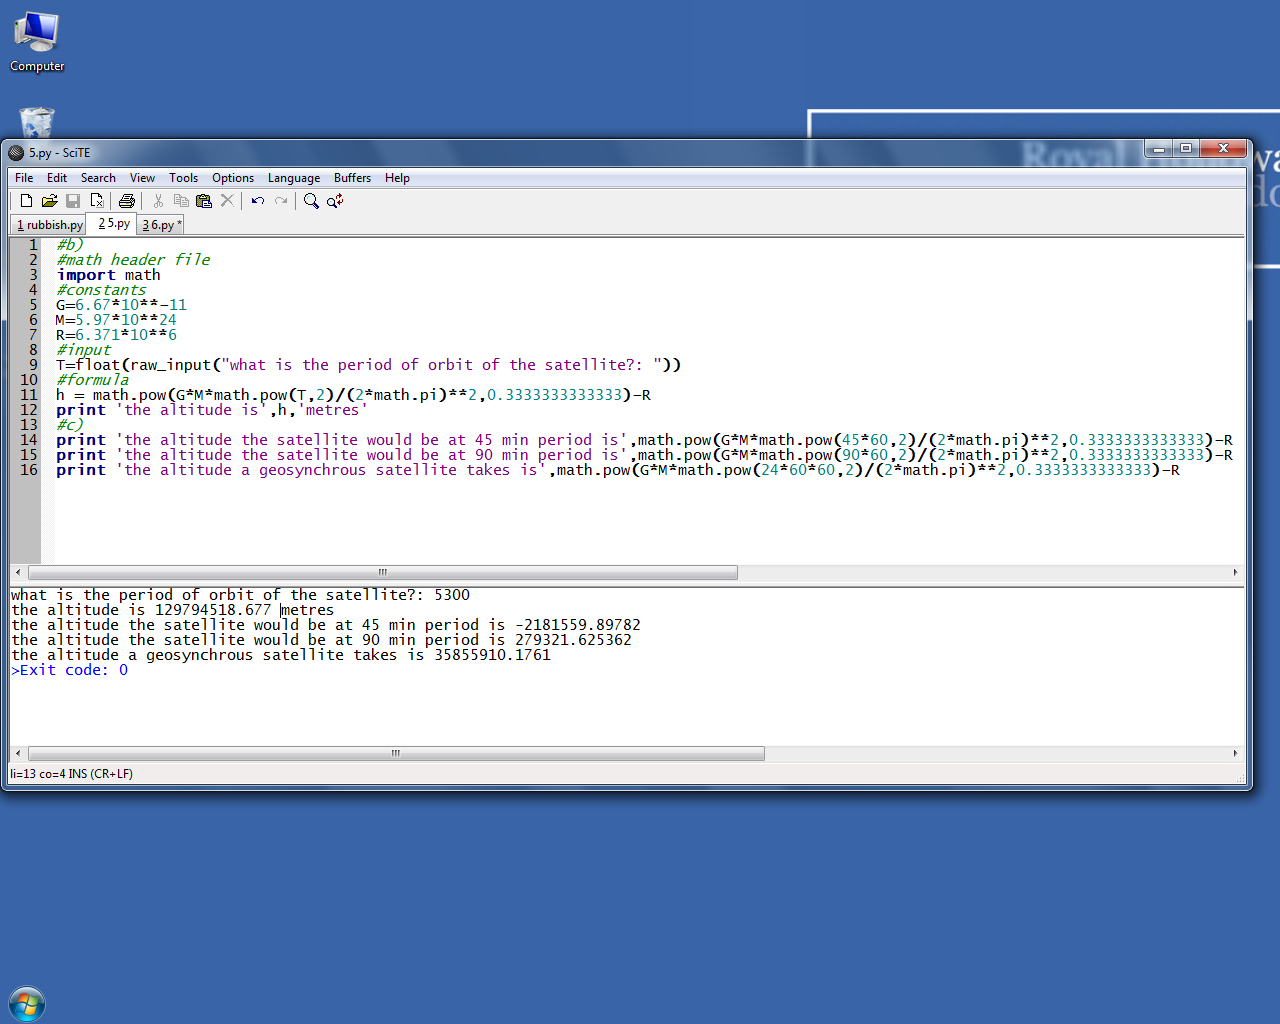 Computer
Royal
5.py - SciTE
File Edit Search View Tools Options Language Buffers Help
1 rubbish.py 2 5.py 3 6.py *
1 #b)
2 #math header file
3 import math
4 #constants
5 G=6.67*10**-11
6 M=5.97*10**24
7 R=6.371*10**6
8 #input
9 T=float(raw_input("what is the period of orbit of the satellite?: "))
10 #formula
11 h = math.pow(G*M*math.pow(T,2)/(2*math.pi)**2,0.3333333333333)-R
12 print 'the altitude is',h,'metres'
13 #c)
14 print 'the altitude the satellite would be at 45 min period is',math.pow(G*M*math.pow(45*60,2)/(2*math.pi)**2,0.3333333333333)-R
15 print 'the altitude the satellite would be at 90 min period is',math.pow(G*M*math.pow(90*60,2)/(2*math.pi)**2,0.3333333333333)-R
16 print 'the altitude a geosynchrous satellite takes is',math.pow(G*M*math.pow(24*60*60,2)/(2*math.pi)**2,0.3333333333333)-R
what is the period of orbit of the satellite?: 5300
the altitude is 129794518.677 metres
the altitude the satellite would be at 45 min period is -2181559.89782
the altitude the satellite would be at 90 min period is 279321.625362
the altitude a geosynchrous satellite takes is 35855910.1761
>Exit code: 0
li=13 co=4 INS (CR+LF)